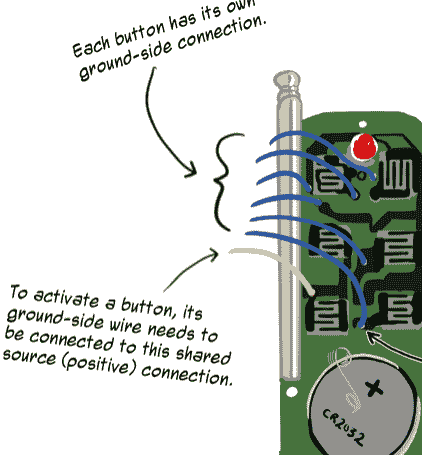 Each button has its own
ground-side connection.
To activate a button, its
ground-side wire needs to
be connected to this shared
source (positive) connection.
+
CR2032